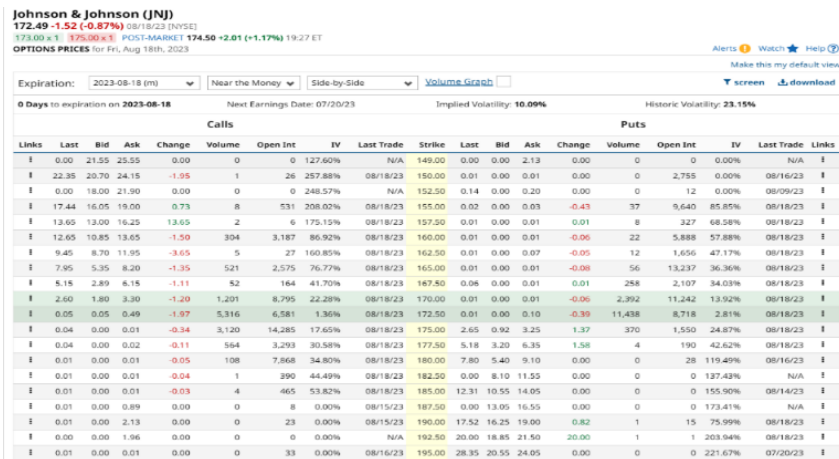 Johnson & Johnson (JNJ)
172.49 -1.52 (-0.87%) 08/18/23 [NYSE]
173.00 x 1 175.00 x 1 POST-MARKET 174.50 +2.01 (+1.17%) 19:27 ET
OPTIONS PRICES for Fri, Aug 18th, 2023
Alerts Watch Help
Make this my default view
Expiration: 2023-08-18 (m) Near the Money Side-by-Side Volume Graph screen download
0 Days to expiration on 2023-08-18 Next Earnings Date: 07/20/23 Implied Volatility: 10.09% Historic Volatility: 23.15%
Calls Puts
Links Last Bid Ask Change Volume Open Int IV Last Trade Strike Last Bid Ask Change Volume Open Int IV Last Trade Links
0.00 21.55 25.55 0.00 0 0 127.60% N/A 149.00 0.00 0.00 2.13 0.00 0 0 0.00% N/A
22.35 20.70 24.15 -1.95 1 26 257.88% 08/18/23 150.00 0.01 0.00 0.01 0.00 0 2,755 0.00% 08/16/23
0.00 18.00 21.90 0.00 0 0 248.57% N/A 152.50 0.14 0.00 0.20 0.00 0 12 0.00% 08/09/23
17.44 16.05 19.00 0.73 8 531 208.02% 08/18/23 155.00 0.02 0.00 0.03 -0.43 37 9,640 85.85% 08/18/23
13.65 13.00 16.25 13.65 2 6 175.15% 08/18/23 157.50 0.01 0.00 0.01 0.01 8 327 68.58% 08/18/23
12.65 10.85 13.65 -1.50 304 3,187 86.92% 08/18/23 160.00 0.01 0.00 0.01 -0.06 22 5,888 57.88% 08/18/23
9.45 8.70 11.95 -3.65 5 27 160.85% 08/18/23 162.50 0.01 0.00 0.07 -0.05 12 1,656 47.17% 08/18/23
7.95 5.35 8.20 -1.35 521 2,575 76.77% 08/18/23 165.00 0.01 0.00 0.01 -0.08 56 13,237 36.36% 08/18/23
5.15 2.89 6.15 -1.11 52 164 41.70% 08/18/23 167.50 0.06 0.00 0.01 0.01 258 2,107 34.03% 08/18/23
2.60 1.80 3.30 -1.20 1,201 8,795 22.28% 08/18/23 170.00 0.01 0.00 0.01 -0.06 2,392 11,242 13.92% 08/18/23
0.05 0.05 0.49 -1.97 5,316 6,581 1.36% 08/18/23 172.50 0.01 0.00 0.10 -0.39 11,438 8,718 2.81% 08/18/23
0.04 0.00 0.01 -0.34 3,120 14,285 17.65% 08/18/23 175.00 2.65 0.92 3.25 1.37 370 1,550 24.87% 08/18/23
0.04 0.00 0.02 -0.11 564 3,293 30.58% 08/18/23 177.50 5.18 3.20 6.35 1.58 4 190 42.62% 08/18/23
0.01 0.00 0.01 -0.05 108 7,868 34.80% 08/18/23 180.00 7.80 5.40 9.10 0.00 0 28 119.49% 08/16/23
0.01 0.00 0.01 -0.04 1 390 44.49% 08/18/23 182.50 0.00 8.10 11.55 0.00 0 0 137.43% N/A
0.01 0.00 0.01 -0.03 4 465 53.82% 08/18/23 185.00 12.31 10.55 14.05 0.00 0 0 155.90% 08/14/23
0.01 0.00 0.89 0.00 0 8 0.00% 08/15/23 187.50 0.00 13.05 16.55 0.00 0 0 173.41% N/A
0.01 0.00 2.13 0.00 0 23 0.00% 08/15/23 190.00 17.52 16.25 19.00 0.82 1 15 75.99% 08/18/23
0.00 0.00 1.96 0.00 0 0 0.00% N/A 192.50 20.00 18.85 21.50 20.00 1 1 203.94% 08/18/23
0.01 0.00 0.01 0.00 0 33 0.00% 08/16/23 195.00 28.35 20.55 24.05 0.00 0 0 221.67% 07/20/23